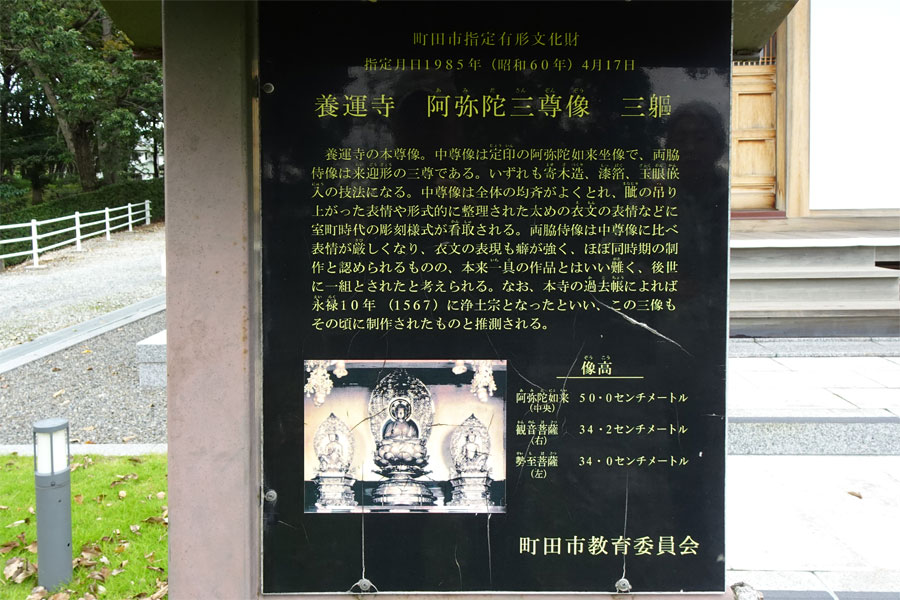 町田市指定有形文化財
指定月日1985年（昭和60年）4月17日
養運寺　阿弥陀三尊像　三軀
養運寺の本尊像。中尊像は定印の阿弥陀如来坐像で、両脇
侍像は来迎形の三尊である。いずれも寄木造、漆箔、玉眼嵌
入の技法になる。中尊像は全体の均斉がよくとれ、眦の吊り
上がった表情や形式的に整理された太めの衣文の表情などに
室町時代の彫刻様式が看取される。両脇侍像は中尊像に比べ
表情が厳しくなり、衣文の表現も癖が強く、ほぼ同時期の制
作と認められるものの、本来一具の作品とはいい難く、後世
に一組とされたと考えられる。なお、本寺の過去帳によれば
永禄10年（1567）に浄土宗となったといい、この三像も
その頃に制作されたものと推測される。
像高
阿弥陀如来　50・0センチメートル
（中央）
観音菩薩　34・2センチメートル
（右）
勢至菩薩　34・0センチメートル
（左）
町田市教育委員会